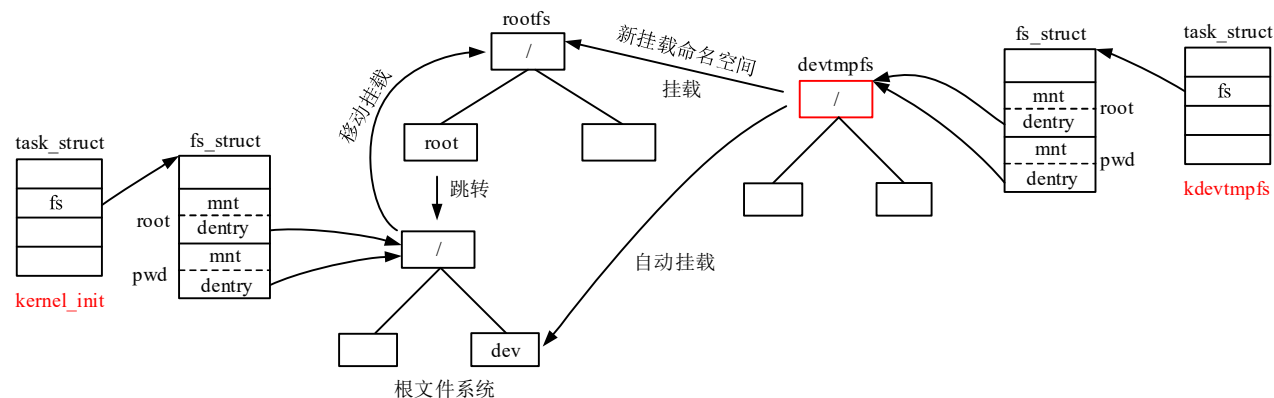 rootfs
/
root
跳转
移动挂载
新挂载命名空间
挂载
devtmpfs
/
自动挂载
task_struct
fs
kernel_init
fs_struct
mnt
dentry
mnt
dentry
root
pwd
/
dev
根文件系统
fs_struct
mnt
dentry
mnt
dentry
root
pwd
task_struct
fs
kdevtmpfs